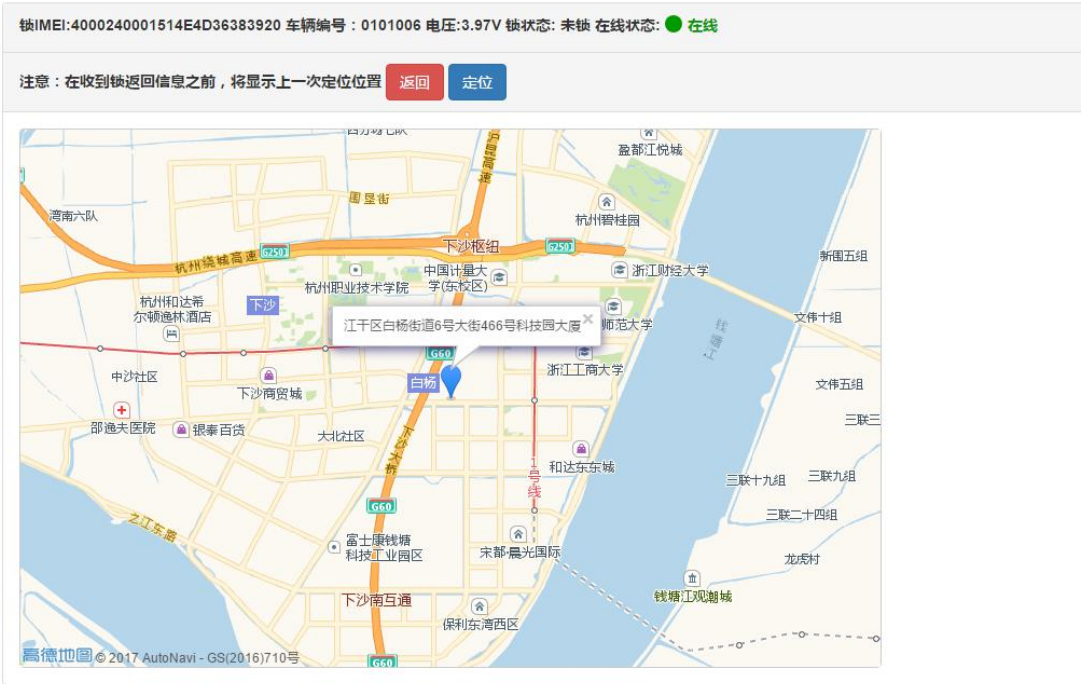 锁IMEI:4000240001514E4D36383920 车辆编号：0101006 电压:3.97V 锁状态: 未锁 在线状态: 在线
注意：在收到锁返回信息之前，将显示上一次定位位置 返回 定位
盈都江悦城
围垦街
杭州碧桂园
湾南六队
下沙枢纽
G2501
G2501
杭州绕城高速
新围五组
中国计量大
学(东校区)
浙江财经大学
杭州职业技术学院
杭州和达希
尔顿逸林酒店
下沙
江干区白杨街道6号大街466号科技园大厦
×
师范大学
文伟十组
G60
浙江工商大学
中沙社区
白杨
文伟五组
下沙商贸城
邵逸夫医院
银泰百货
大北社区
下沙大桥
三联三
和达东东城
1号线
三联十九组
三联九组
G60
三联二十四组
之江东路
富士康钱塘
科技工业园区
宋都·晨光国际
龙虎村
钱塘江观潮城
下沙南互通
保利东湾西区
高德地图 © 2017 AutoNavi - GS(2016)710号
G60